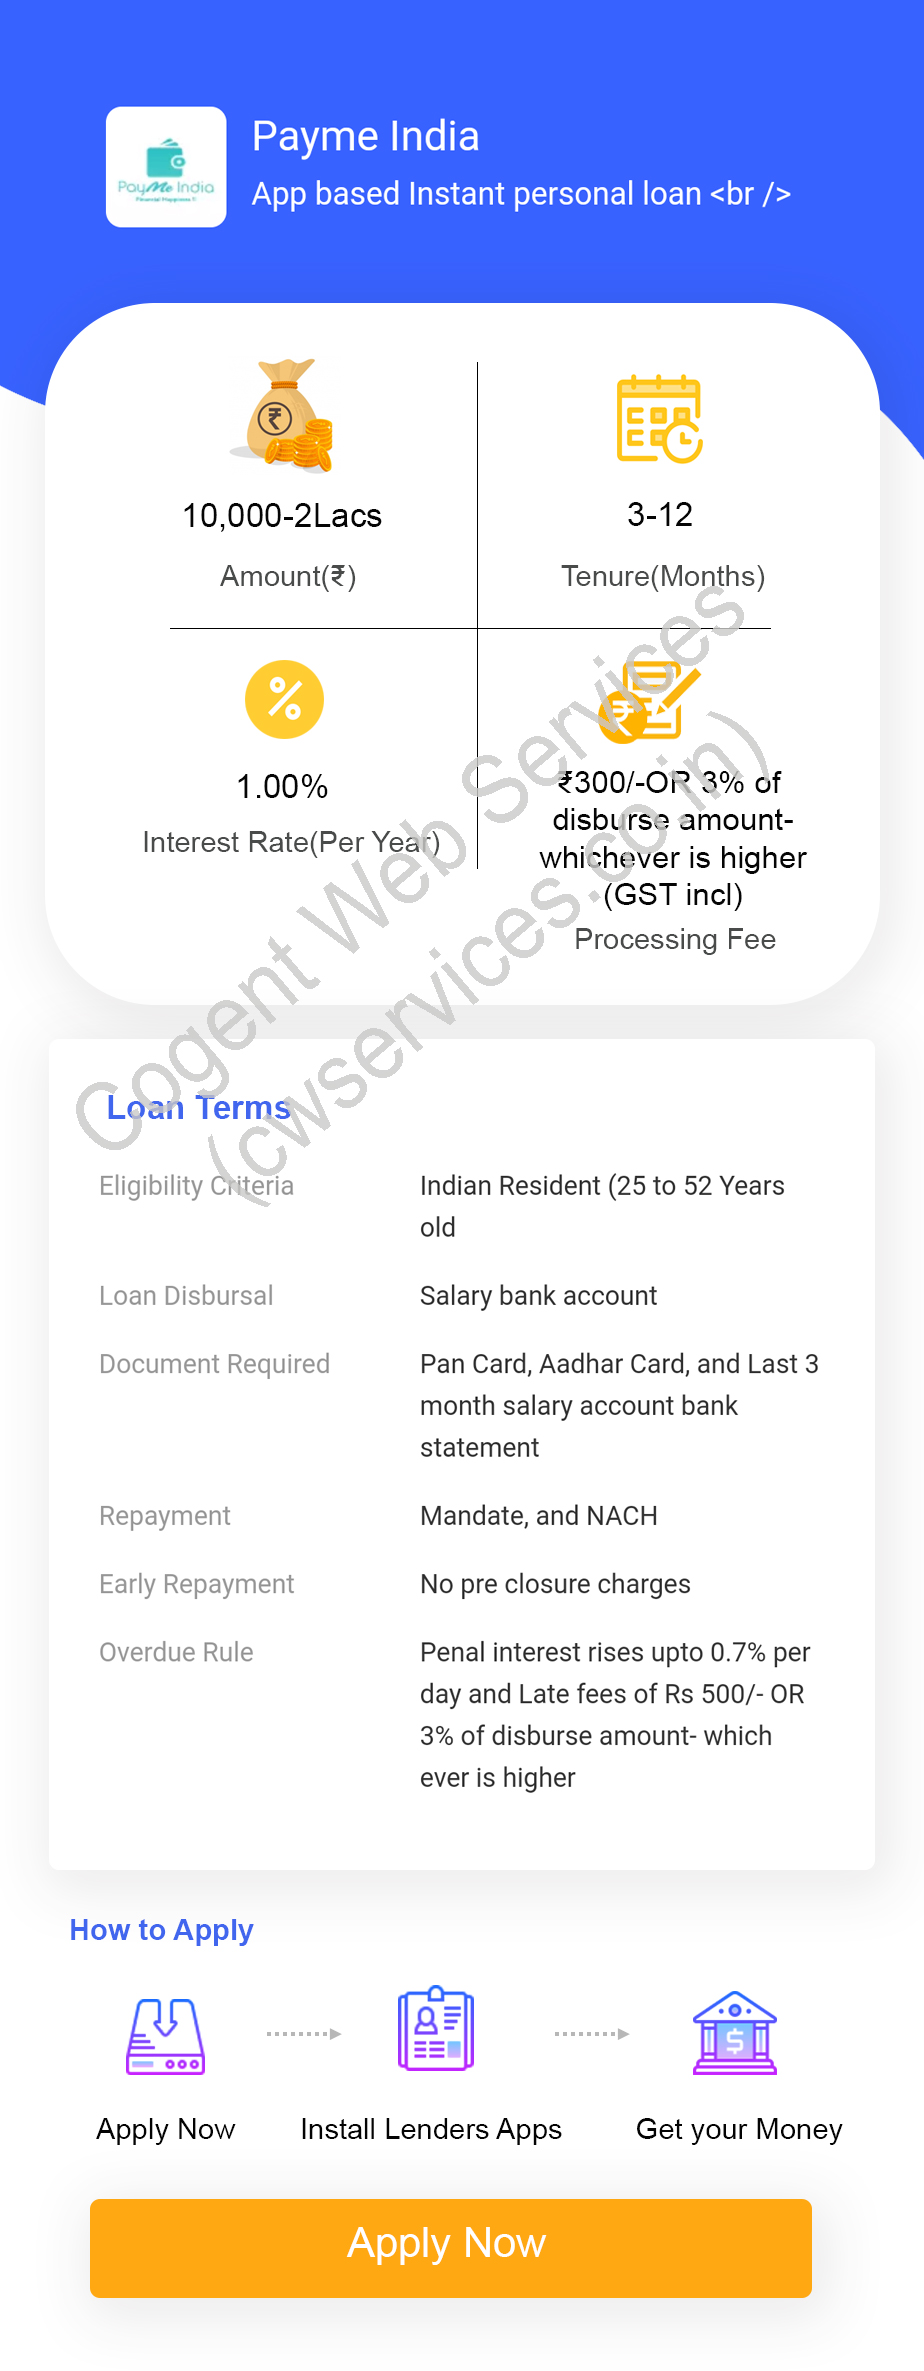 Payme India
App based Instant personal loan <br />
PayMe India
Financial Happiness !!
₹
10,000-2Lacs
Amount(₹)
3-12
Tenure(Months)
%
1.00%
Interest Rate(Per Year)
₹
₹300/-OR 3% of
disburse amount-
whichever is higher
(GST incl)
Processing Fee
Cogent Web Services
(cwservices.co.in)
Loan Terms
Eligibility Criteria
Indian Resident (25 to 52 Years
old
Loan Disbursal
Salary bank account
Document Required
Pan Card, Aadhar Card, and Last 3
month salary account bank
statement
Repayment
Mandate, and NACH
Early Repayment
No pre closure charges
Overdue Rule
Penal interest rises upto 0.7% per
day and Late fees of Rs 500/- OR
3% of disburse amount- which
ever is higher
How to Apply
$
Apply Now
Install Lenders Apps
Get your Money
Apply Now